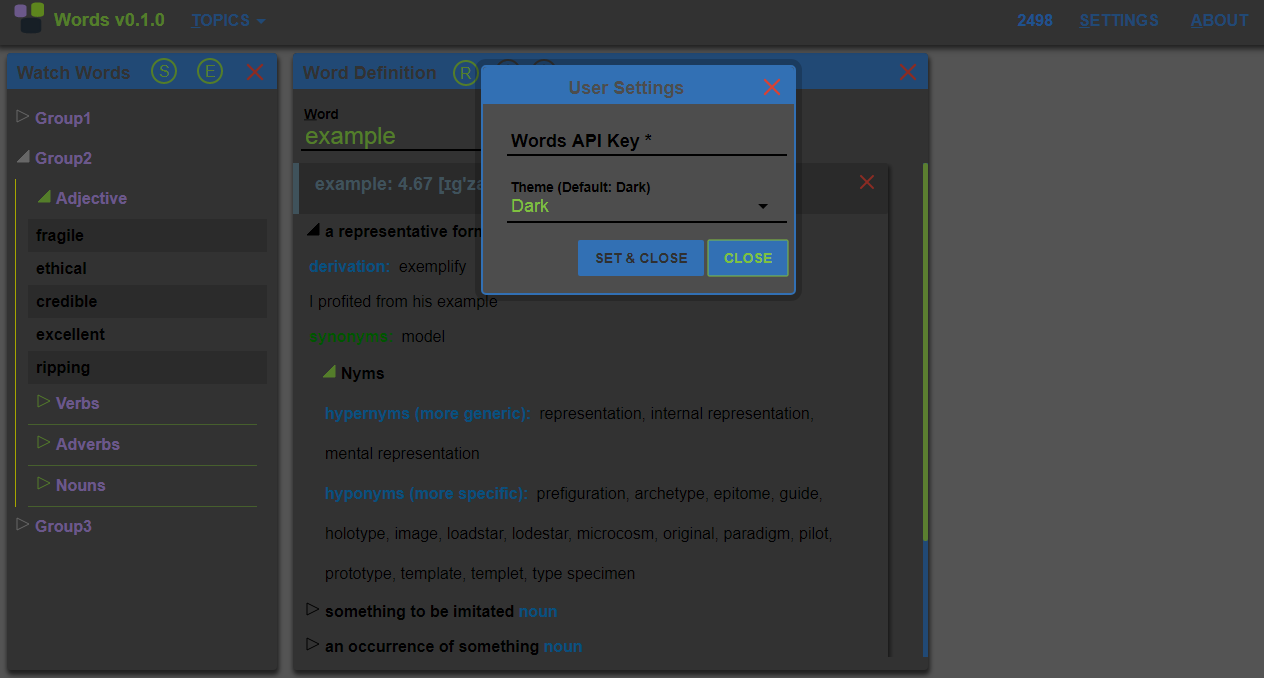 Words v0.1.0 TOPICS 2498 SETTINGS ABOUT
Watch Words S E
Group1
Group2
Adjective
fragile
ethical
credible
excellent
ripping
Verbs
Adverbs
Nouns
Group3
Word Definition R
Word
example
example: 4.67
a representative
derivation: exemplify
I profited from his example
synonyms: model
Nyms
hypernyms (more generic): representation, internal representation,
mental representation
hyponyms (more specific): prefiguration, archetype, epitome, guide,
holotype, image, loadstar, lodestar, microcosm, original, paradigm, pilot,
prototype, template, templet, type specimen
something to be imitated noun
an occurrence of something noun
User Settings
Words API Key *
Theme (Default: Dark)
Dark
SET & CLOSE CLOSE